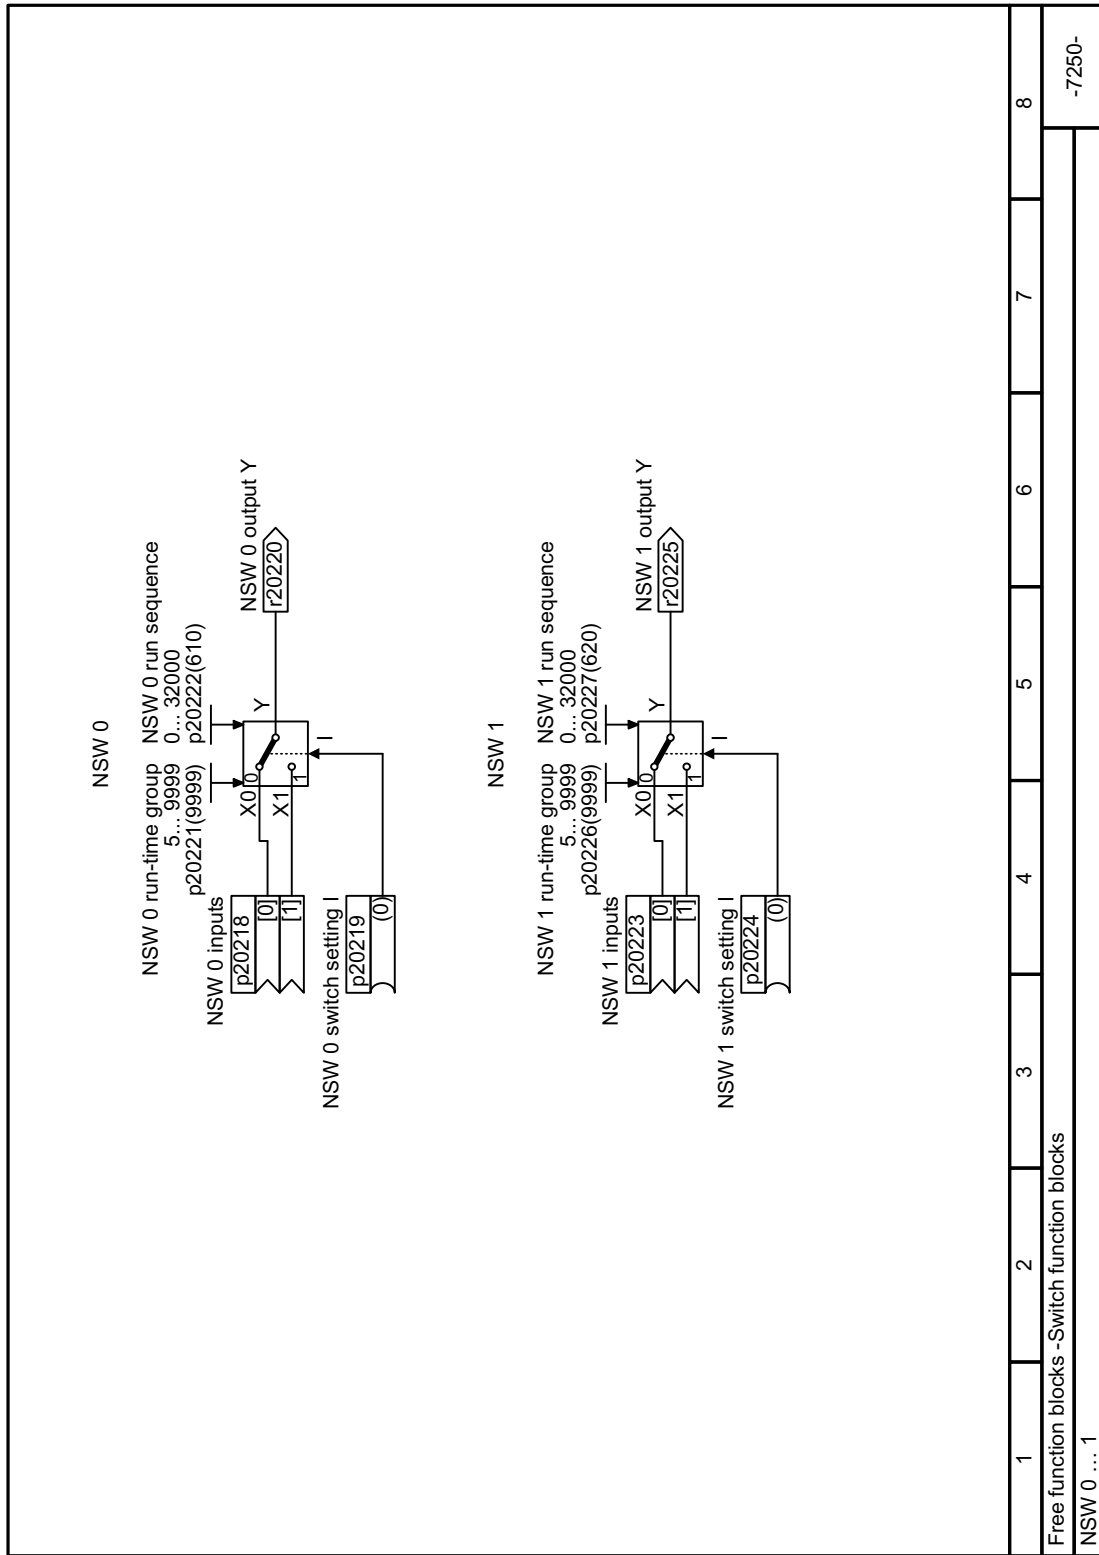 NSW 0
NSW 0 run-time group
5... 9999
p20221(9999)
NSW 0 run sequence
0... 32000
p20222(610)
NSW 0 inputs
p20218
[0]
[1]
X0
0
X1
1
Y
I
NSW 0 output Y
r20220
NSW 0 switch setting I
p20219
(0)
NSW 1
NSW 1 run-time group
5... 9999
p20226(9999)
NSW 1 run sequence
0... 32000
p20227(620)
NSW 1 inputs
p20223
[0]
[1]
X0
0
X1
1
Y
I
NSW 1 output Y
r20225
NSW 1 switch setting I
p20224
(0)
1 2 3 4 5 6 7 8
Free function blocks -Switch function blocks
NSW 0 … 1
-7250-